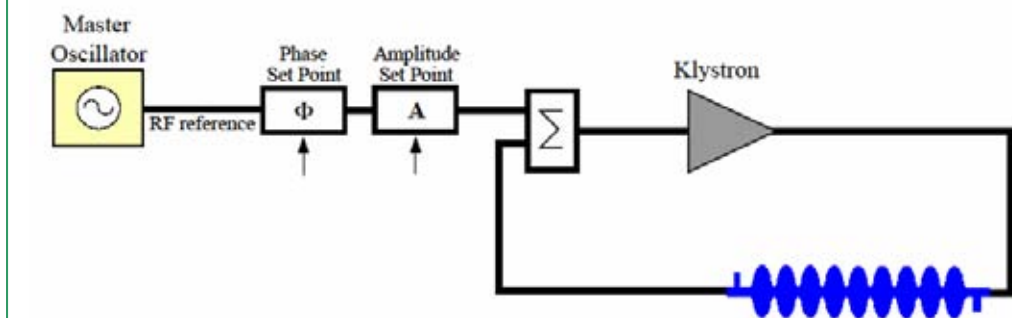 Master
Oscillator
RF reference
Phase
Set Point
Φ
Amplitude
Set Point
A
Σ
Klystron